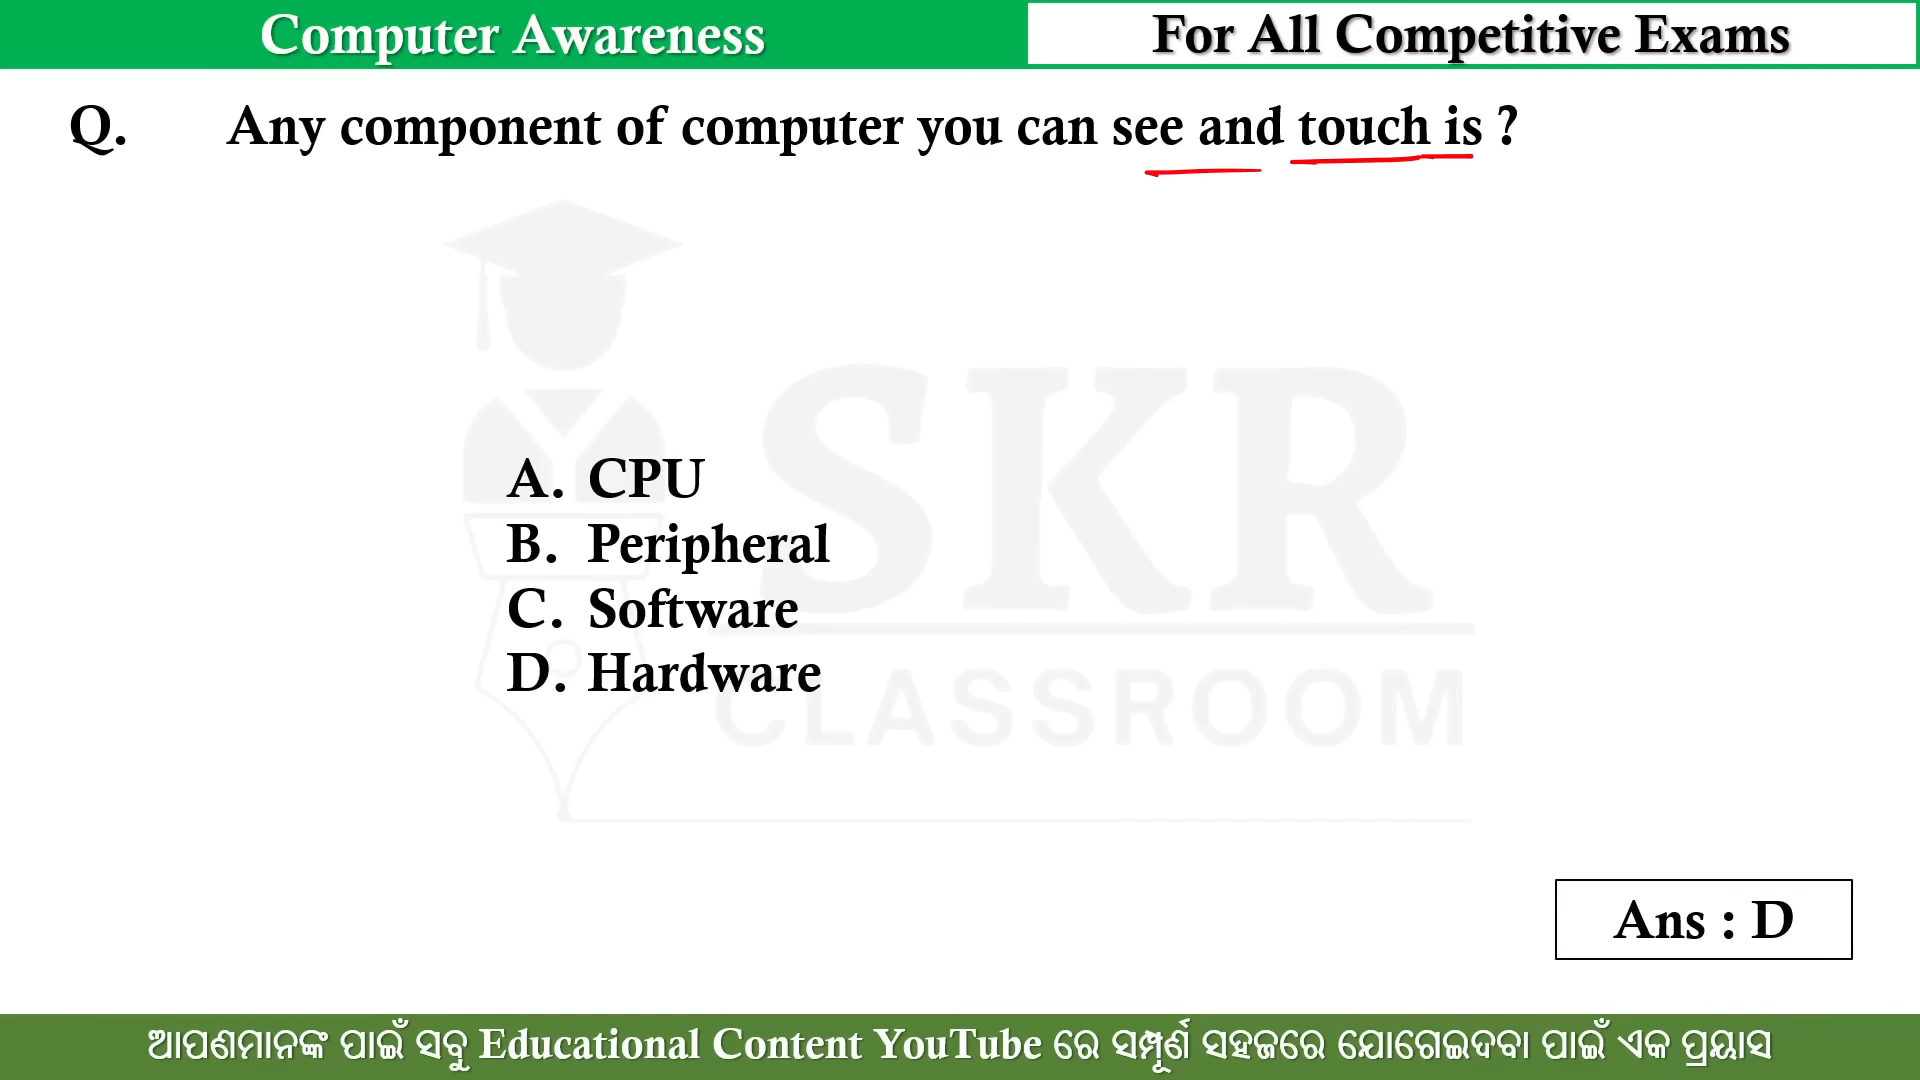 Computer Awareness
For All Competitive Exams
Q. Any component of computer you can see and touch is ?
SKR
CLASSROOM
A. CPU
B. Peripheral
C. Software
D. Hardware
Ans : D
ଆପଣମାନଙ୍କ ପାଇଁ ସବୁ Educational Content YouTube ରେ ସମ୍ପୂର୍ଣ ସହଜରେ ଯୋଗେଇଦବା ପାଇଁ ଏକ ପ୍ରୟାସ